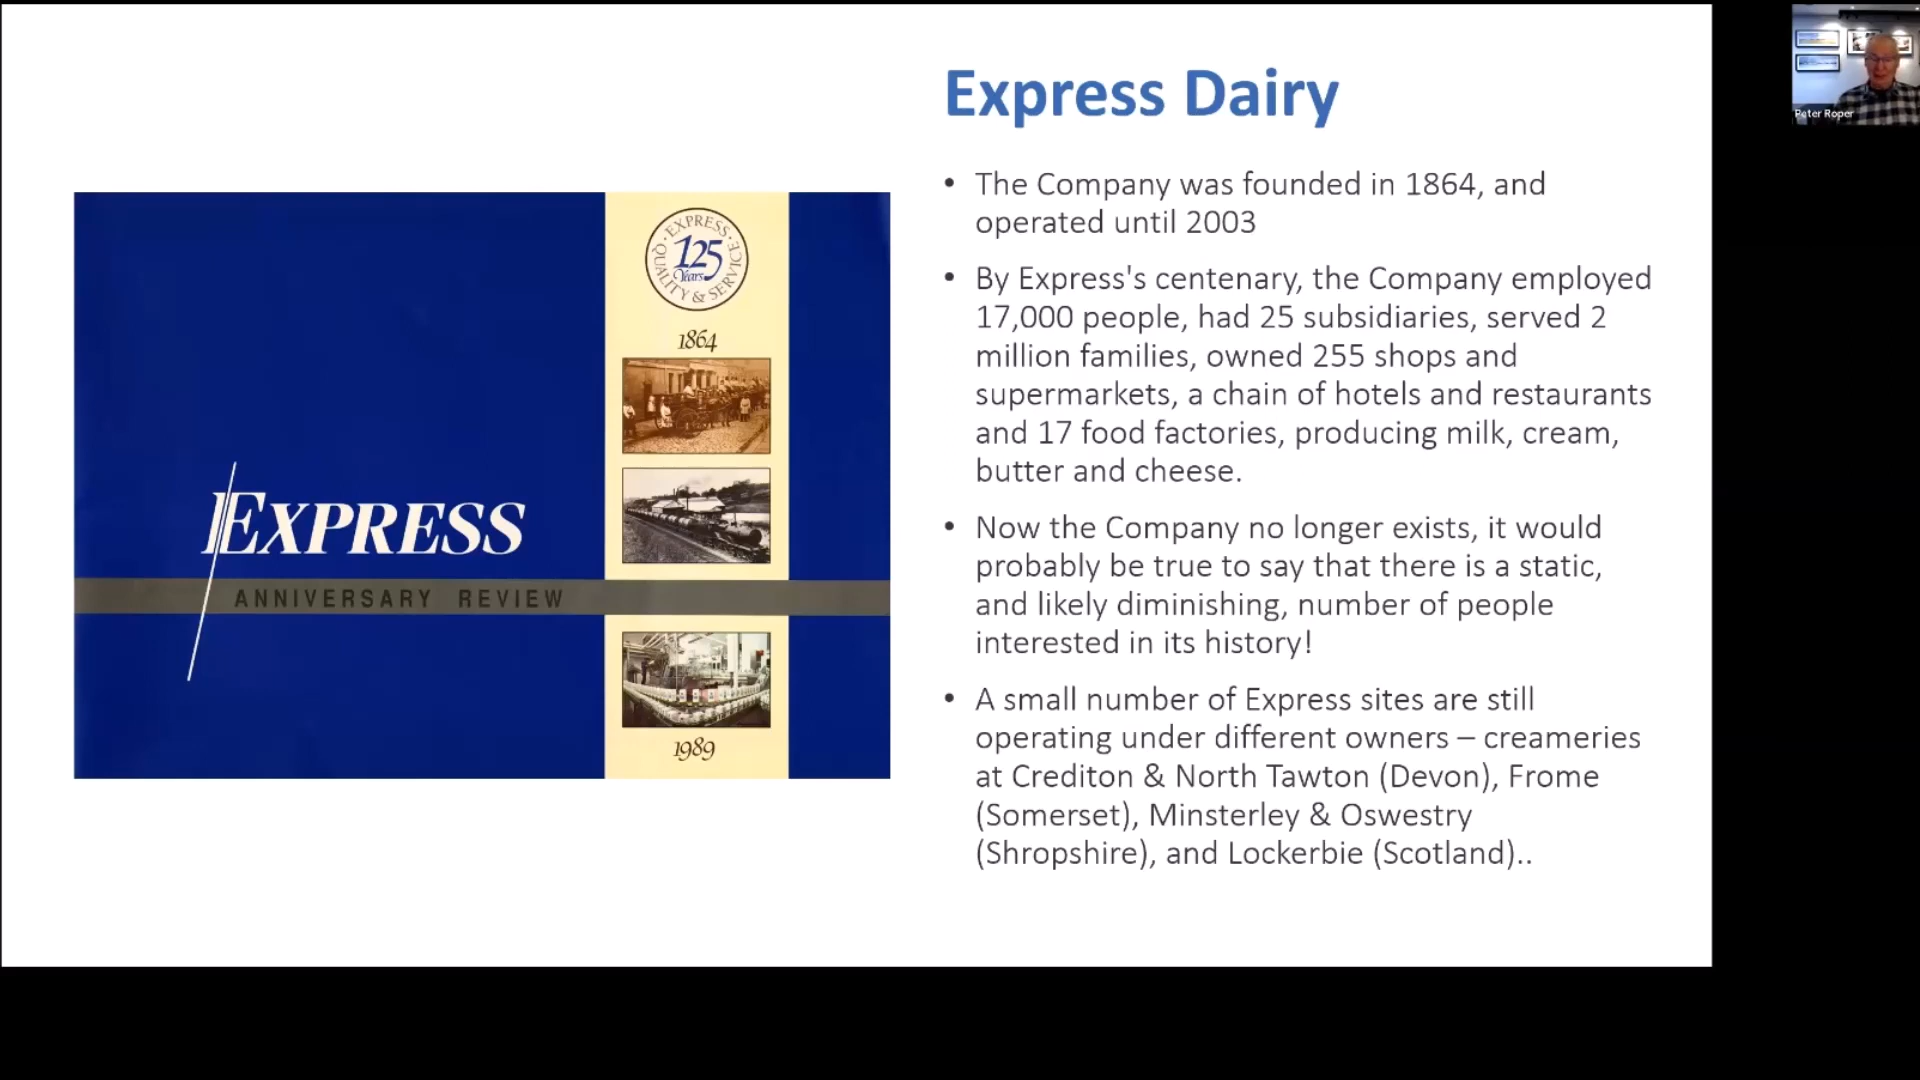 Express Dairy
• The Company was founded in 1864, and
operated until 2003
• By Express's centenary, the Company employed
17,000 people, had 25 subsidiaries, served 2
million families, owned 255 shops and
supermarkets, a chain of hotels and restaurants
and 17 food factories, producing milk, cream,
butter and cheese.
• Now the Company no longer exists, it would
probably be true to say that there is a static,
and likely diminishing, number of people
interested in its history!
• A small number of Express sites are still
operating under different owners – creameries
at Crediton & North Tawton (Devon), Frome
(Somerset), Minsterley & Oswestry
(Shropshire), and Lockerbie (Scotland)..
· EXPRESS ·
125
Years
QUALITY & SERVICE
1864
EXPRESS
ANNIVERSARY REVIEW
1989
Peter Roper